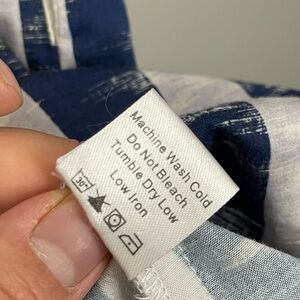 Machine Wash Cold
Do Not Bleach
Tumble Dry Low
Low Iron